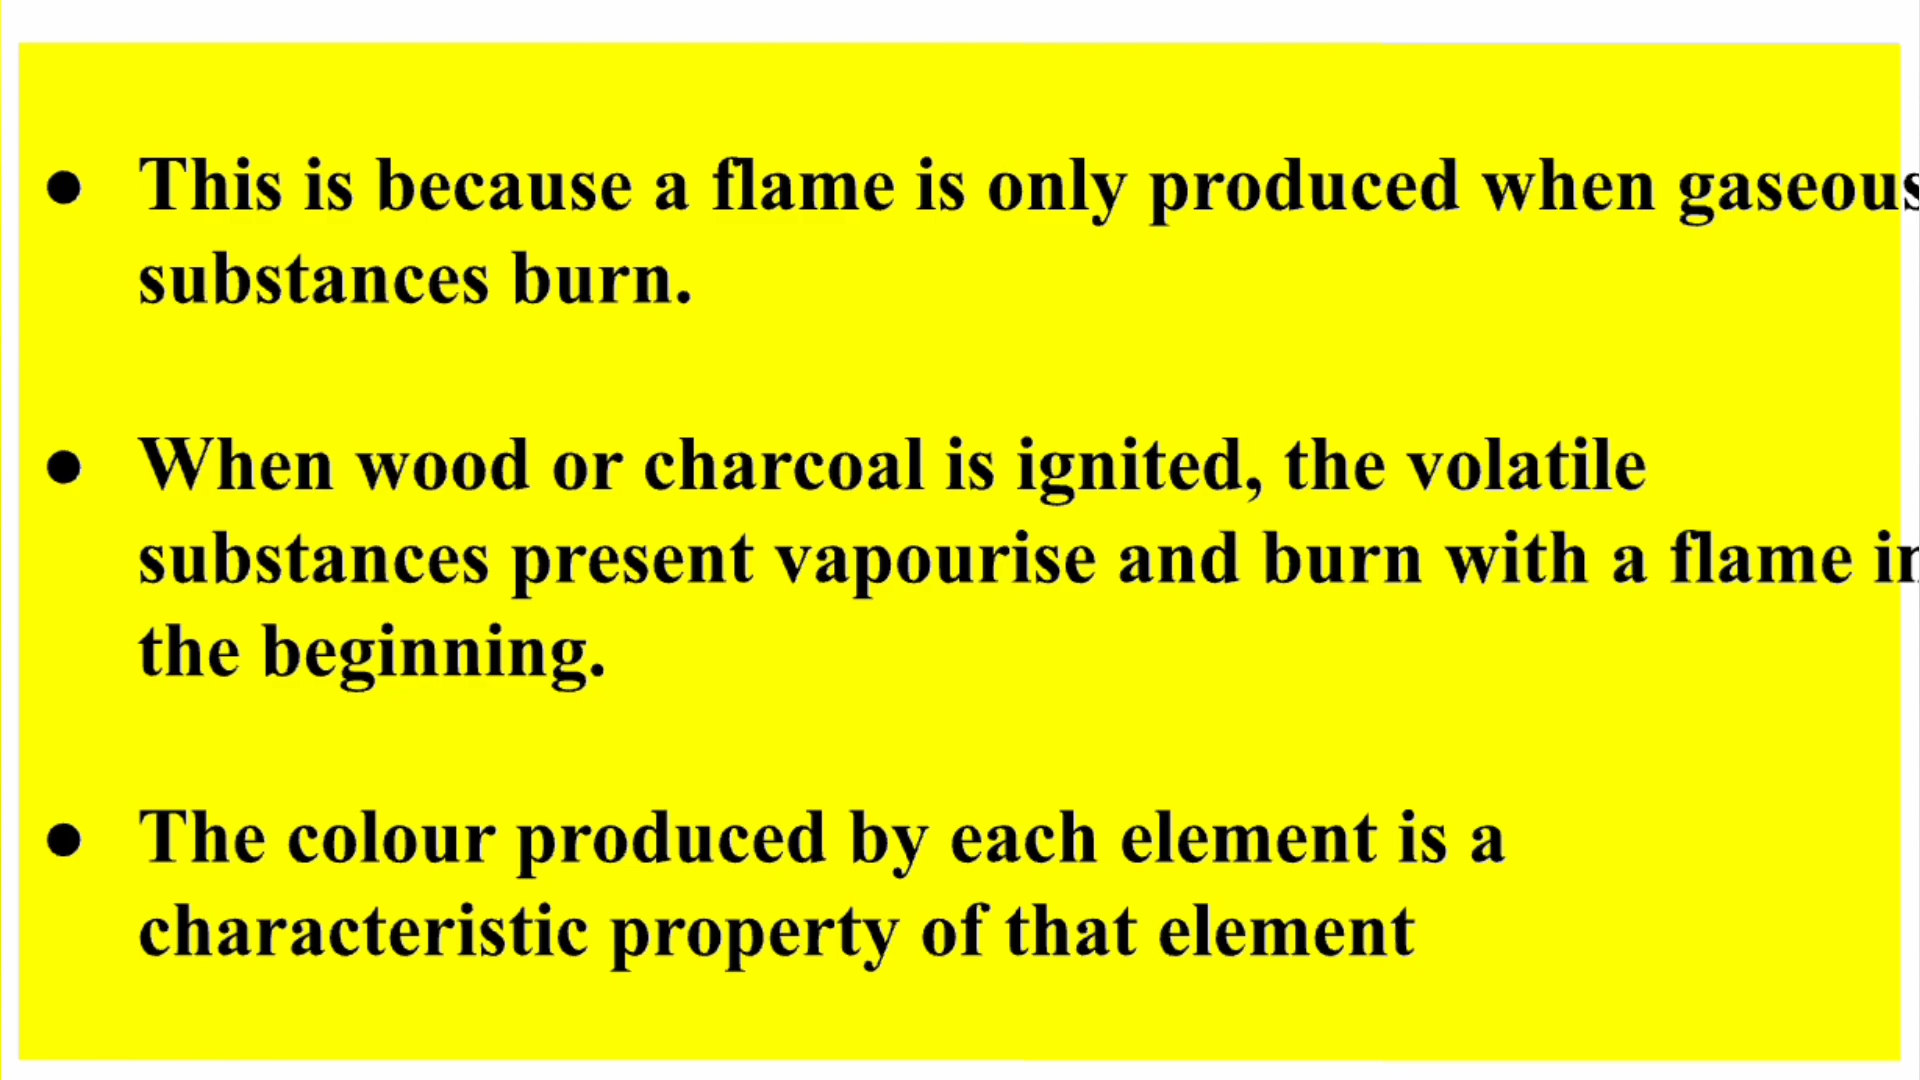 ● This is because a flame is only produced when gaseous
substances burn.
● When wood or charcoal is ignited, the volatile
substances present vapourise and burn with a flame in
the beginning.
● The colour produced by each element is a
characteristic property of that element